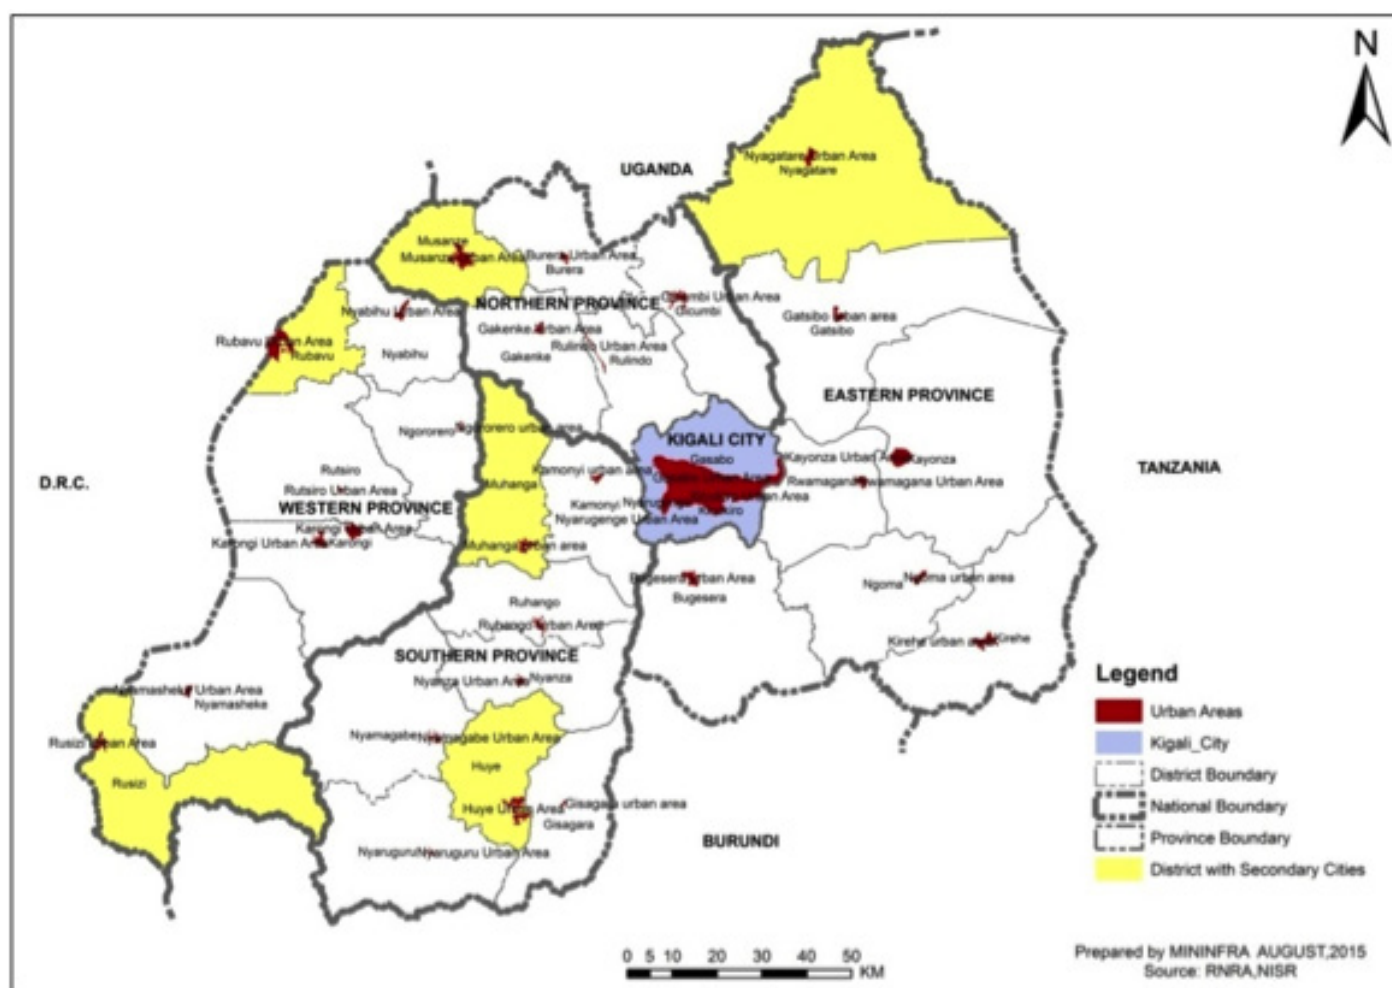 N
UGANDA
Nyagatare Urban Area
Nyagatare
Musanze
Musanze Urban Area
Burera Urban Area
Burera
NORTHERN PROVINCE
Gicumbi Urban Area
Gicumbi
Nyabihu Urban Area
Nyabihu
Gatsibo Urban area
Gatsibo
Rubavu Urban Area
Rubavu
Gakenke Urban Area
Gakenke
Rulindo Urban Area
Rulindo
EASTERN PROVINCE
Ngororero
Ngororero urban area
KIGALI CITY
Gasabo
Kayonza Urban Area
Kayonza
TANZANIA
D.R.C.
Rutsiro
Rutsiro Urban Area
Muhanga
Kamonyi urban area
Kamonyi
Rwamagana
Rwamagana Urban Area
WESTERN PROVINCE
Nyarugenge Urban Area
Kicukiro
Karongi Urban Area
Karongi Urban Area
Karongi
Muhanga Urban area
Bugesera Urban Area
Bugesera
Ngoma
Ngoma urban area
Ruhango
Ruhango Urban Area
Kirehe urban area
Kirehe
SOUTHERN PROVINCE
Nyanza Urban Area
Nyanza
Nyamasheke Urban Area
Nyamasheke
Rusizi Urban Area
Rusizi
Nyamagabe
Nyamagabe Urban Area
Huye
Huye Urban Area
Gisagara urban area
Gisagara
Nyaruguru
Nyaruguru Urban Area
BURUNDI
Legend
Urban Areas
Kigali_City
District Boundary
National Boundary
Province Boundary
District with Secondary Cities
0 5 10 20 30 40 50
KM
Prepared by MININFRA AUGUST,2015
Source: RNRA,NISR